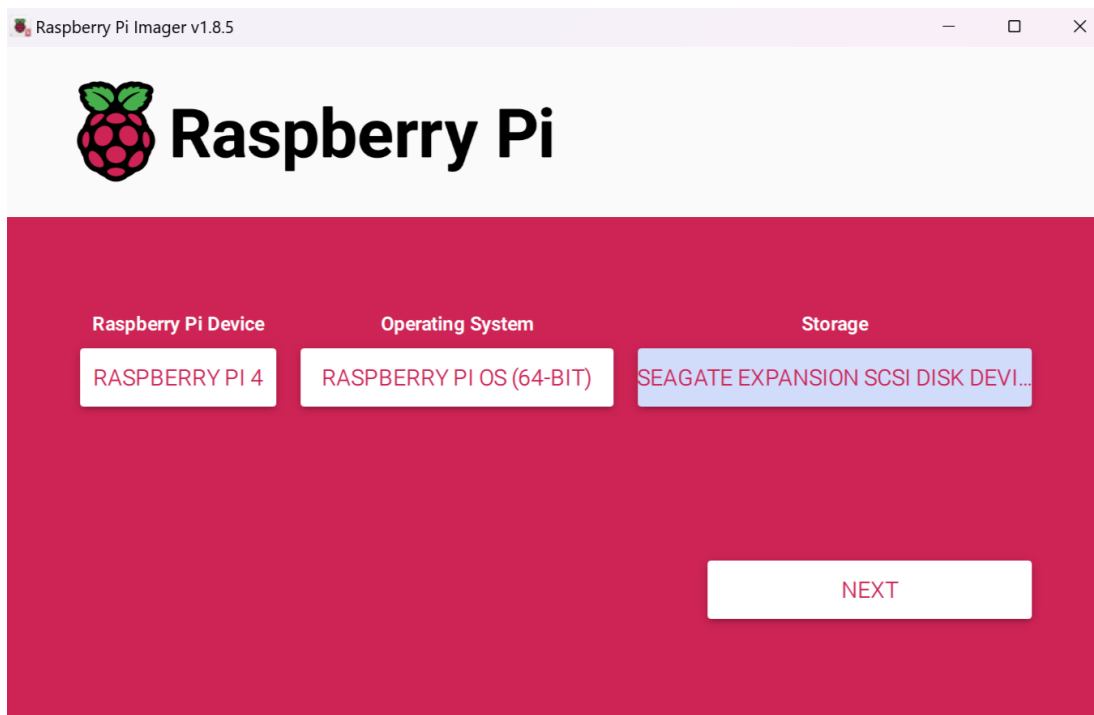 Raspberry Pi Imager v1.8.5
Raspberry Pi
Raspberry Pi Device
Operating System
Storage
RASPBERRY PI 4
RASPBERRY PI OS (64-BIT)
SEAGATE EXPANSION SCSI DISK DEVI...
NEXT